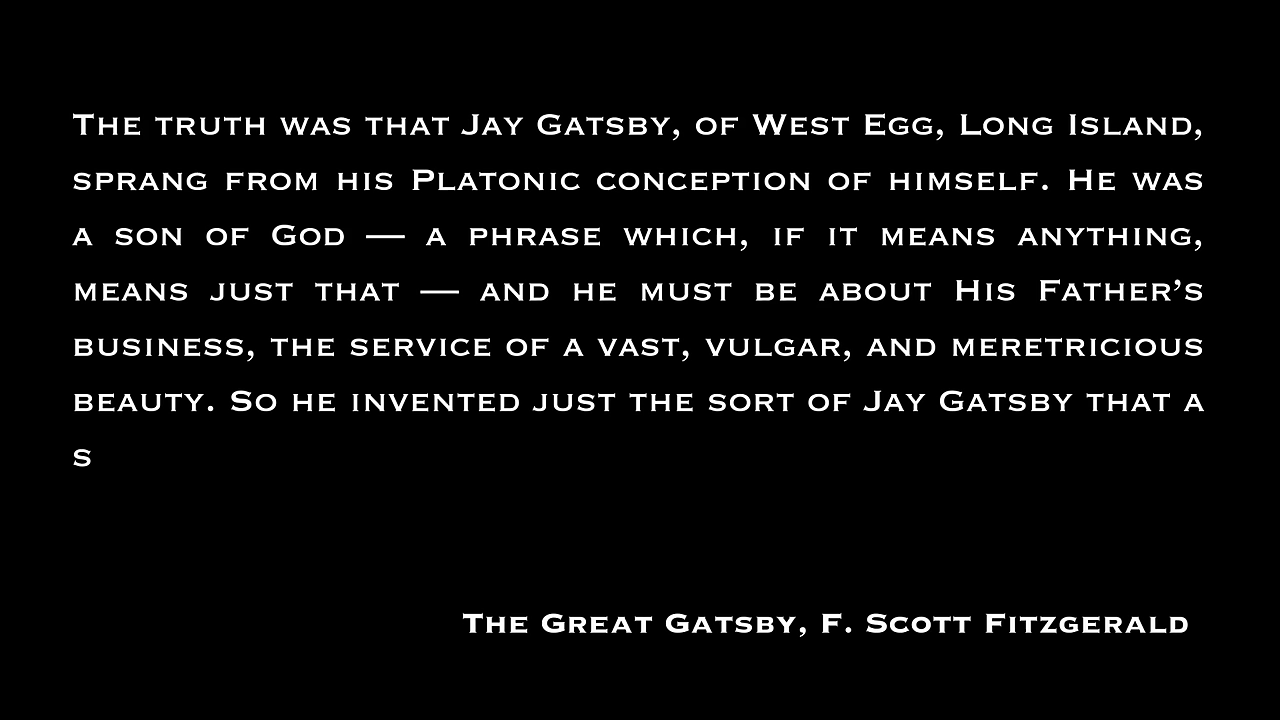 The truth was that Jay Gatsby, of West Egg, Long Island,
sprang from his Platonic conception of himself. He was
a son of God — a phrase which, if it means anything,
means just that — and he must be about His Father’s
business, the service of a vast, vulgar, and meretricious
beauty. So he invented just the sort of Jay Gatsby that a
s
The Great Gatsby, F. Scott Fitzgerald